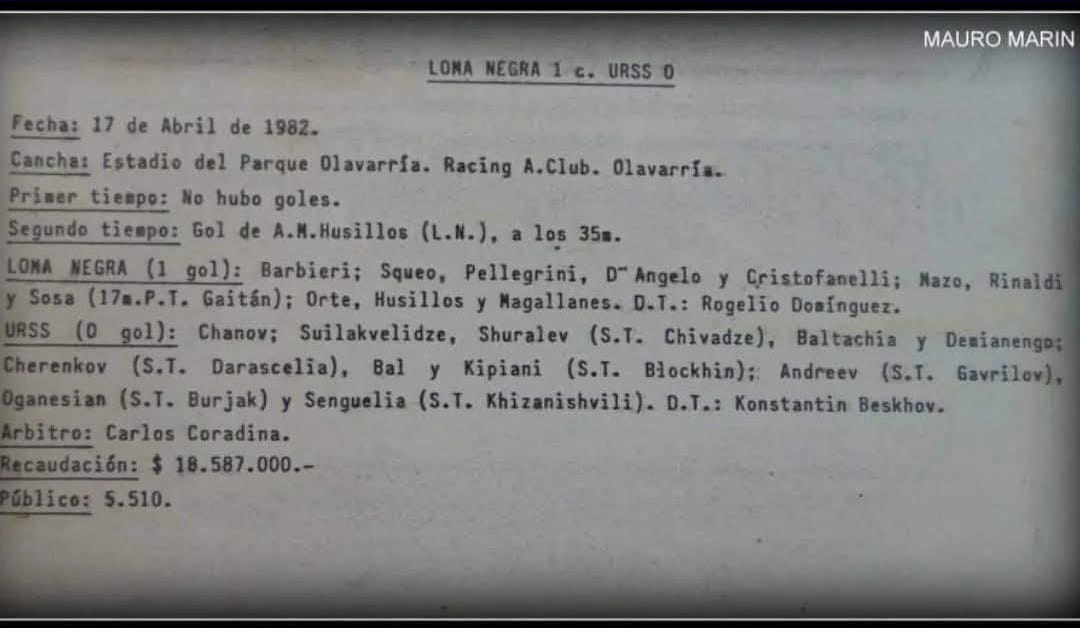 MAURO MARIN
LOMA NEGRA 1 c. URSS 0
Fecha: 17 de Abril de 1982.
Cancha: Estadio del Parque Olavarría. Racing A.Club. Olavarría.
Primer tiempo: No hubo goles.
Segundo tiempo: Gol de A.M.Husillos (L.N.), a los 35m.
LOMA NEGRA (1 gol): Barbieri; Squeo, Pellegrini, D¨Angelo y Cristofanelli; Mazo, Rinaldi
y Sosa (17m.P.T. Gaitán); Orte, Husillos y Magallanes. D.T.: Rogelio Domínguez.
URSS (0 gol): Chanov; Suilakvelidze, Shuralev (S.T. Chivadze), Baltachia y Demianengo;
Cherenkov (S.T. Darascelia), Bal y Kipiani (S.T. Blockhin); Andreev (S.T. Gavrilov),
Oganesian (S.T. Burjak) y Senguelia (S.T. Khizanishvili). D.T.: Konstantin Beskhov.
Arbitro: Carlos Coradina.
Recaudación: $ 18.587.000.-
Público: 5.510.